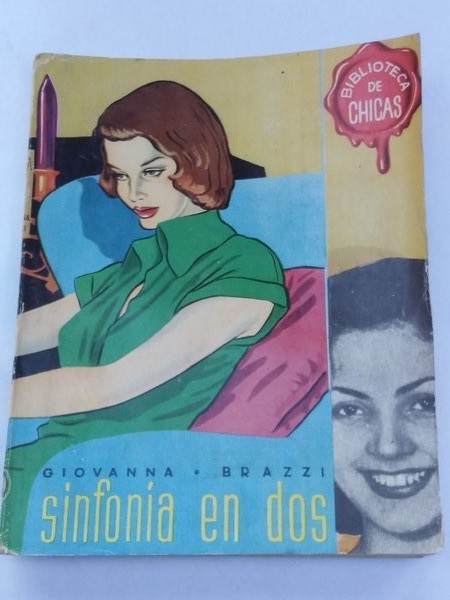 BIBLIOTECA
DE
CHICAS
GIOVANNA • BRAZZI
sinfonía en dos